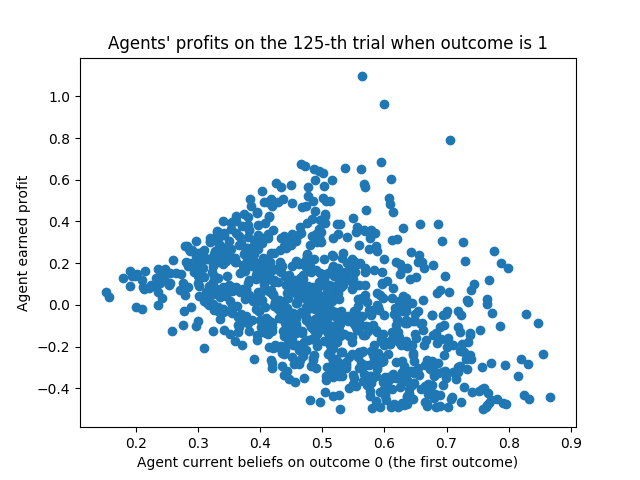 Agents' profits on the 125-th trial when outcome is 1
1.0
0.8
0.6
0.4
0.2
0.0
−0.2
−0.4
Agent earned profit
0.2 0.3 0.4 0.5 0.6 0.7 0.8 0.9
Agent current beliefs on outcome 0 (the first outcome)